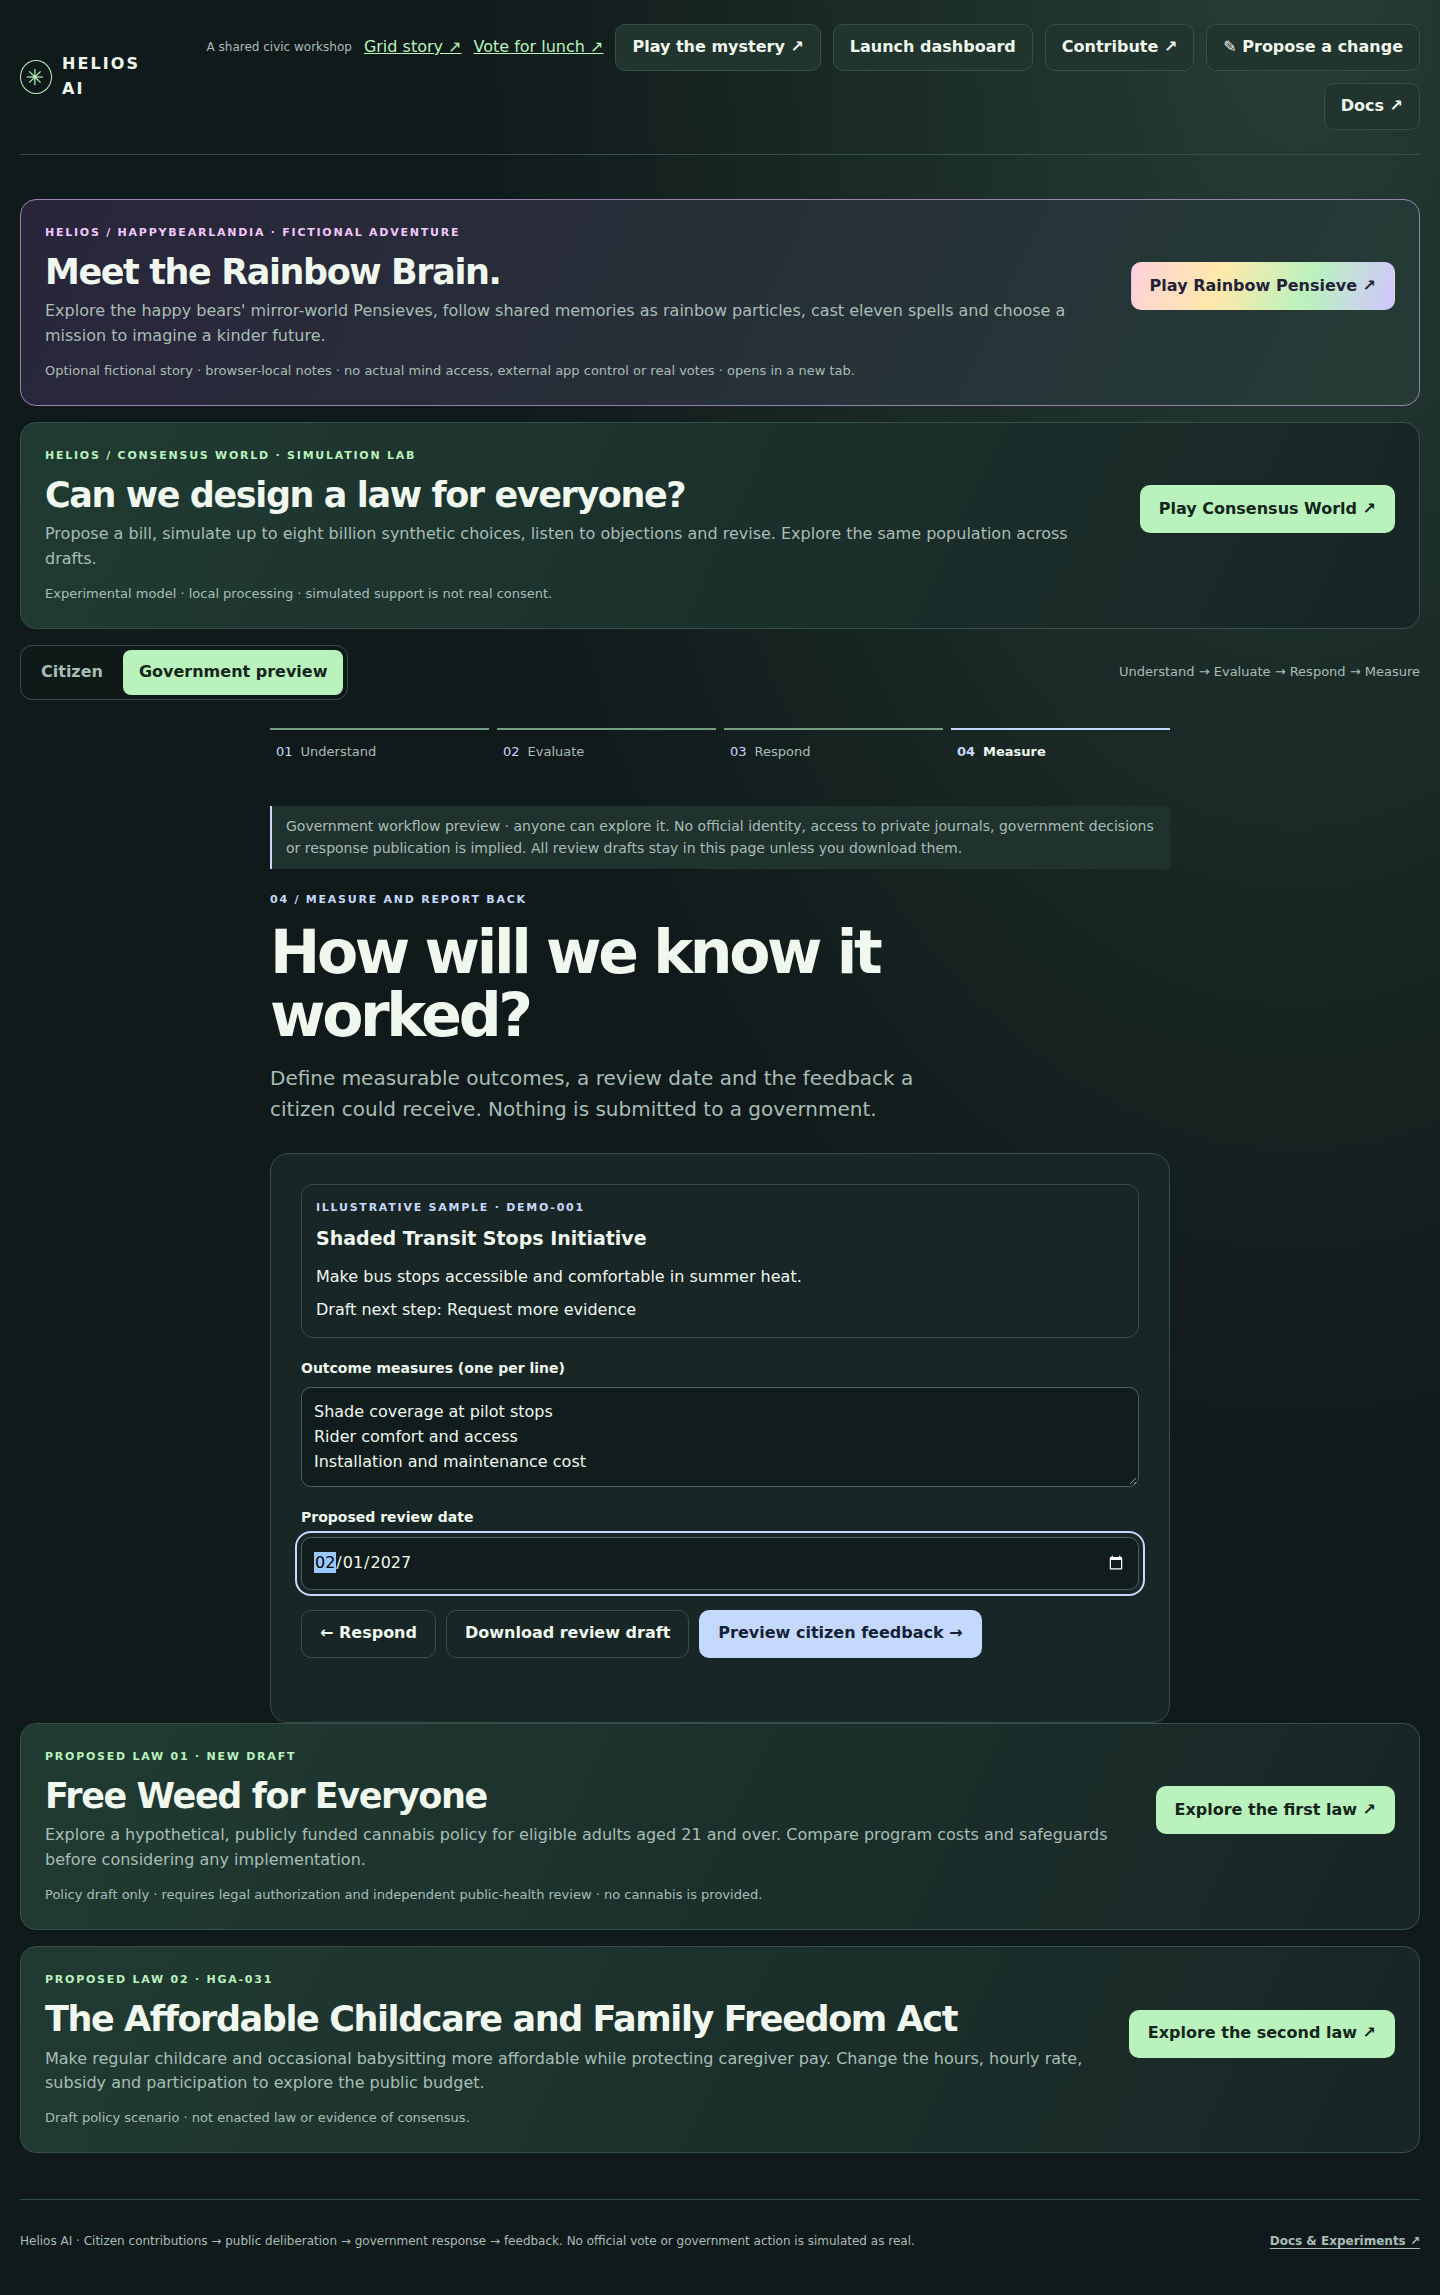 HELIOS
AI
A shared civic workshop
Grid story ↗
Vote for lunch ↗
Play the mystery ↗
Launch dashboard
Contribute ↗
✎ Propose a change
Docs ↗
HELIOS / HAPPYBEARLANDIA · FICTIONAL ADVENTURE
Meet the Rainbow Brain.
Explore the happy bears' mirror-world Pensieves, follow shared memories as rainbow particles, cast eleven spells and choose a
mission to imagine a kinder future.
Optional fictional story · browser-local notes · no actual mind access, external app control or real votes · opens in a new tab.
Play Rainbow Pensieve ↗
HELIOS / CONSENSUS WORLD · SIMULATION LAB
Can we design a law for everyone?
Propose a bill, simulate up to eight billion synthetic choices, listen to objections and revise. Explore the same population across
drafts.
Experimental model · local processing · simulated support is not real consent.
Play Consensus World ↗
Citizen
Government preview
Understand → Evaluate → Respond → Measure
01 Understand
02 Evaluate
03 Respond
04 Measure
Government workflow preview · anyone can explore it. No official identity, access to private journals, government decisions
or response publication is implied. All review drafts stay in this page unless you download them.
04 / MEASURE AND REPORT BACK
How will we know it
worked?
Define measurable outcomes, a review date and the feedback a
citizen could receive. Nothing is submitted to a government.
ILLUSTRATIVE SAMPLE · DEMO-001
Shaded Transit Stops Initiative
Make bus stops accessible and comfortable in summer heat.
Draft next step: Request more evidence
Outcome measures (one per line)
Shade coverage at pilot stops
Rider comfort and access
Installation and maintenance cost
Proposed review date
02/01/2027
← Respond
Download review draft
Preview citizen feedback →
PROPOSED LAW 01 · NEW DRAFT
Free Weed for Everyone
Explore a hypothetical, publicly funded cannabis policy for eligible adults aged 21 and over. Compare program costs and safeguards
before considering any implementation.
Policy draft only · requires legal authorization and independent public-health review · no cannabis is provided.
Explore the first law ↗
PROPOSED LAW 02 · HGA-031
The Affordable Childcare and Family Freedom Act
Make regular childcare and occasional babysitting more affordable while protecting caregiver pay. Change the hours, hourly rate,
subsidy and participation to explore the public budget.
Draft policy scenario · not enacted law or evidence of consensus.
Explore the second law ↗
Helios AI · Citizen contributions → public deliberation → government response → feedback. No official vote or government action is simulated as real.
Docs & Experiments ↗